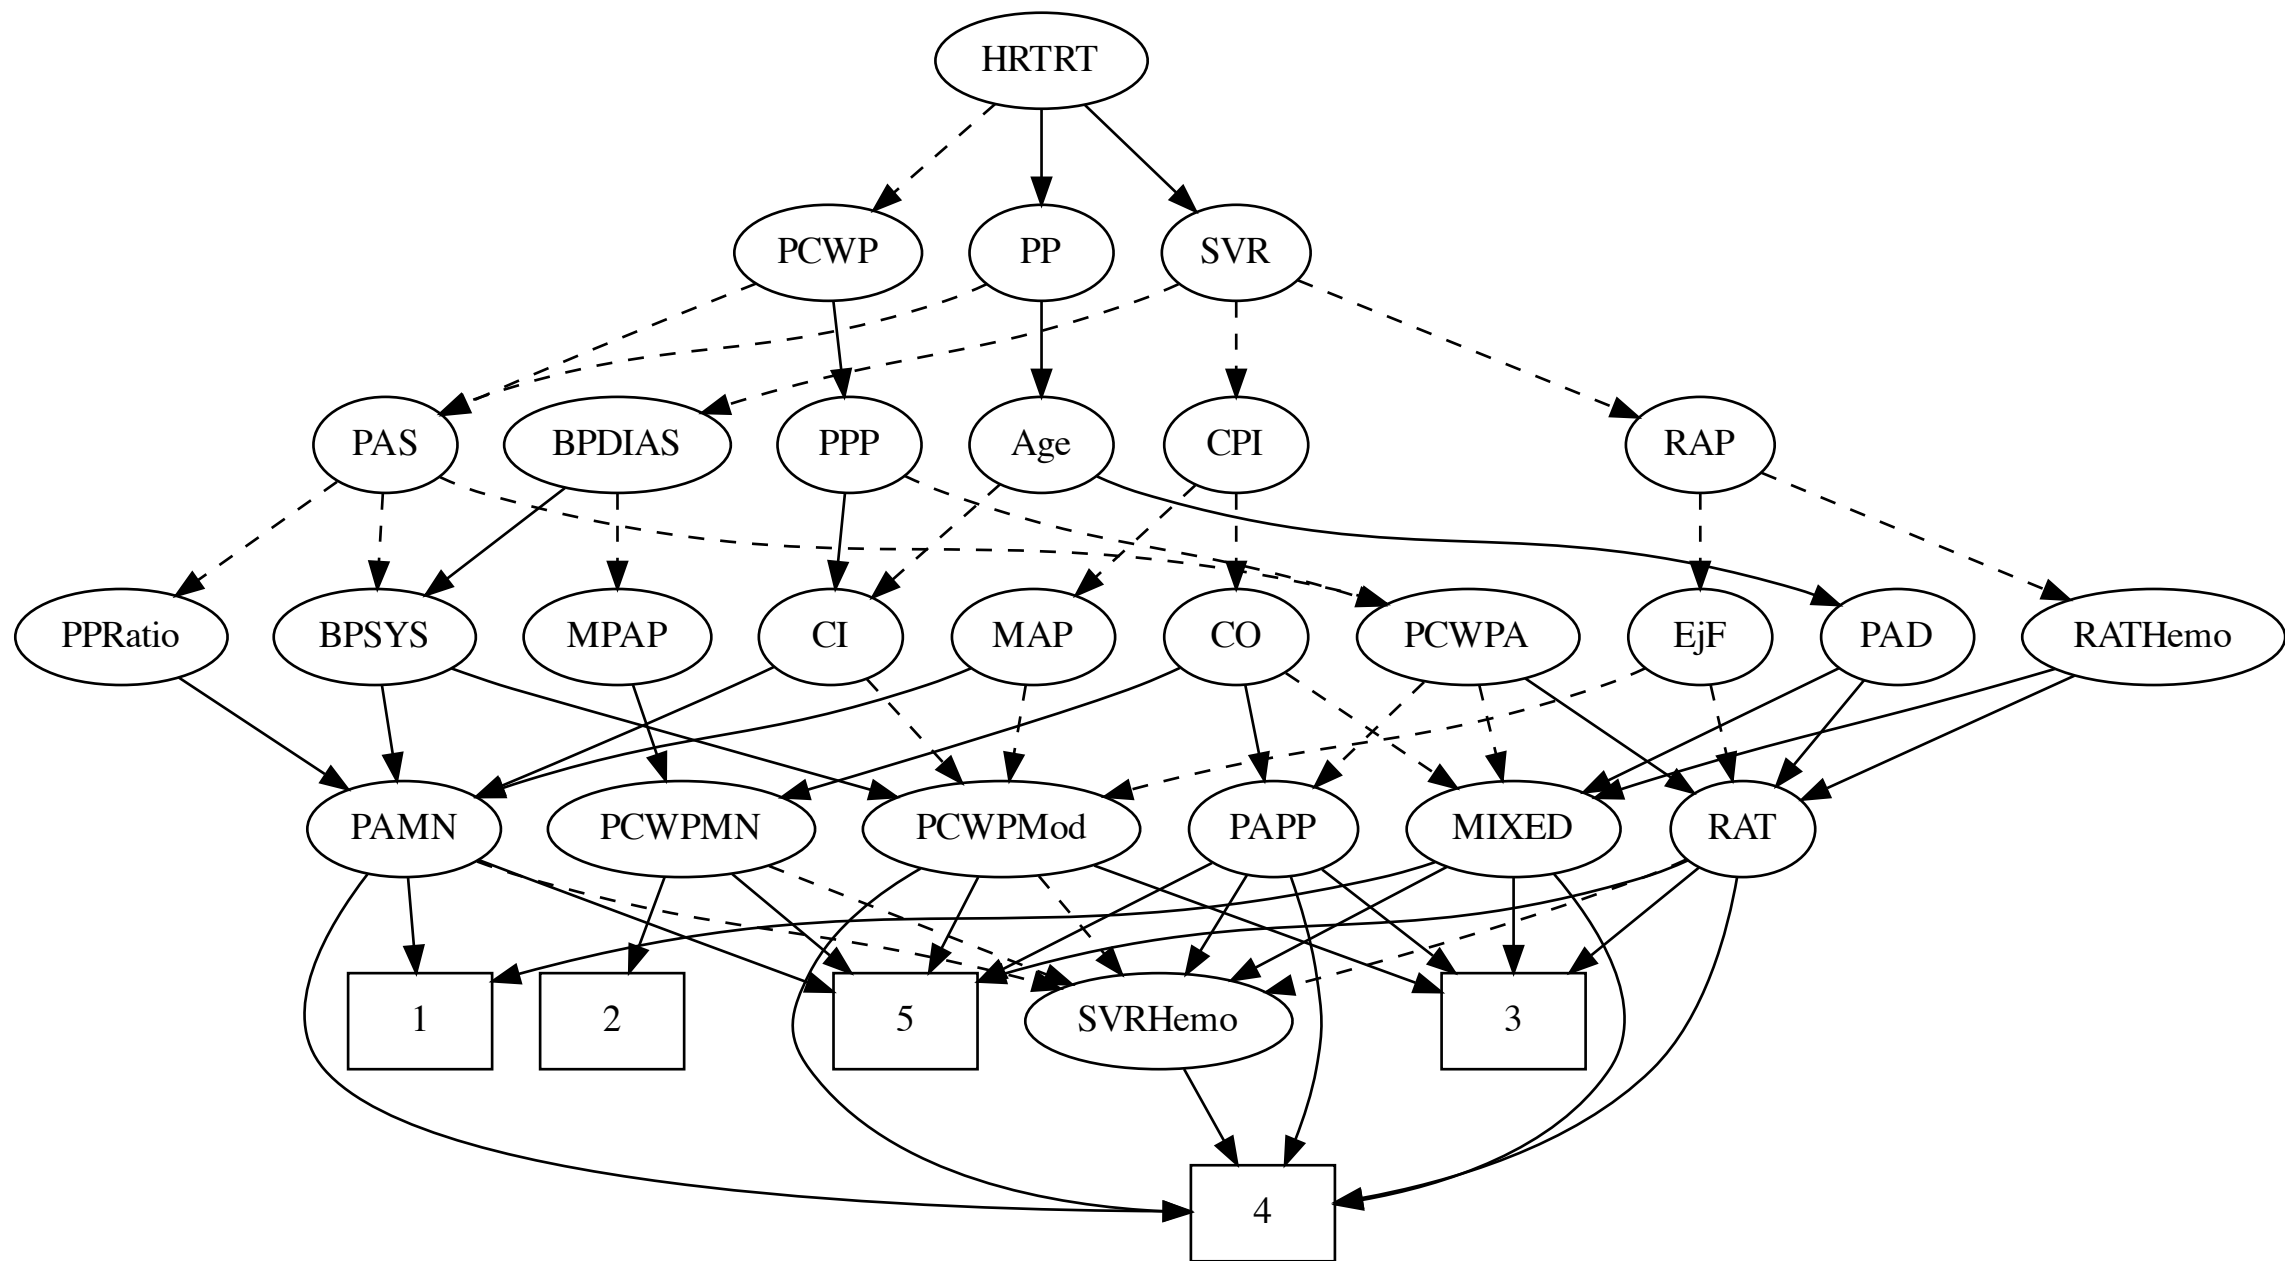 HRTRT
PCWP
PP
SVR
PAS
BPDIAS
PPP
Age
CPI
RAP
PPRatio
BPSYS
MPAP
CI
MAP
CO
PCWPA
EjF
PAD
RATHemo
PAMN
PCWPMN
PCWPMod
PAPP
MIXED
RAT
1
2
5
SVRHemo
3
4